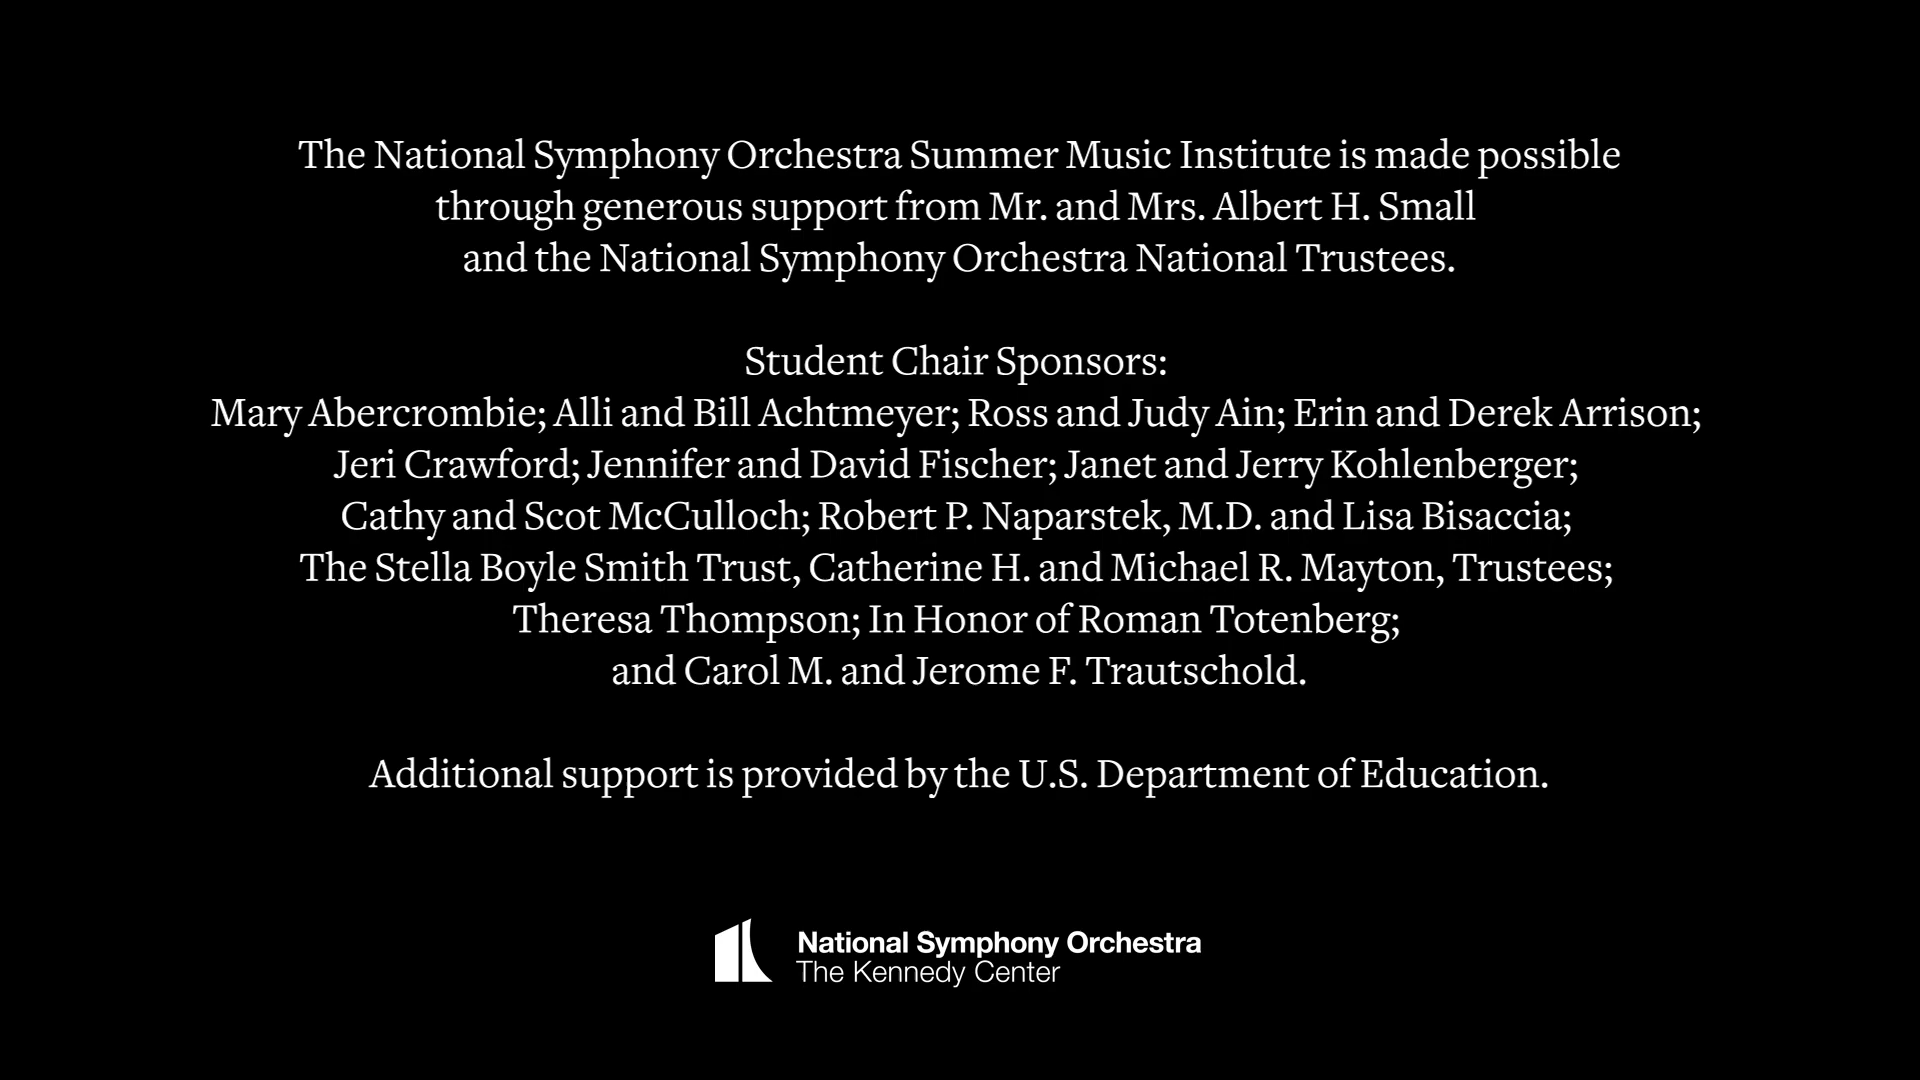 The National Symphony Orchestra Summer Music Institute is made possible
through generous support from Mr. and Mrs. Albert H. Small
and the National Symphony Orchestra National Trustees.
Student Chair Sponsors:
Mary Abercrombie; Alli and Bill Achtmeyer; Ross and Judy Ain; Erin and Derek Arrison;
Jeri Crawford; Jennifer and David Fischer; Janet and Jerry Kohlenberger;
Cathy and Scot McCulloch; Robert P. Naparstek, M.D. and Lisa Bisaccia;
The Stella Boyle Smith Trust, Catherine H. and Michael R. Mayton, Trustees;
Theresa Thompson; In Honor of Roman Totenberg;
and Carol M. and Jerome F. Trautschold.
Additional support is provided by the U.S. Department of Education.
National Symphony Orchestra
The Kennedy Center